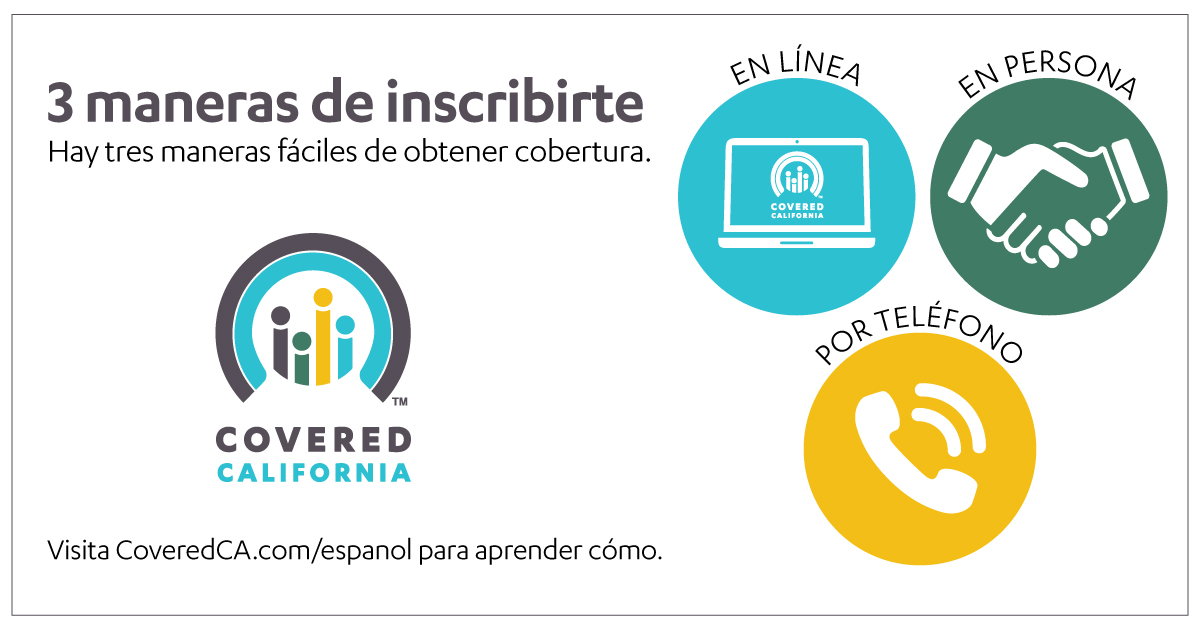 3 maneras de inscribirte
Hay tres maneras fáciles de obtener cobertura.
EN LÍNEA
EN PERSONA
COVERED
CALIFORNIA
POR TELÉFONO
TM
COVERED
CALIFORNIA
Visita CoveredCA.com/espanol para aprender cómo.